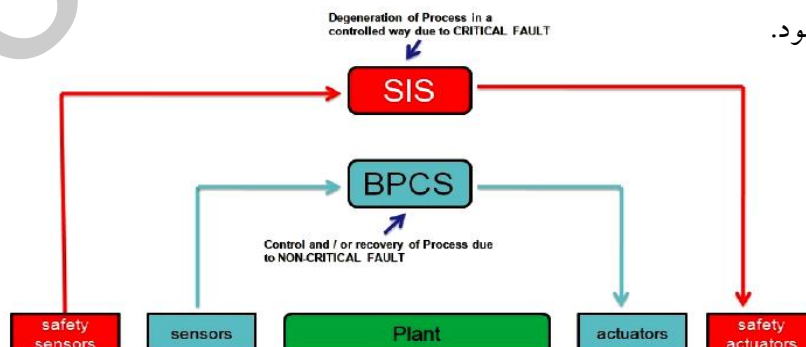 Degeneration of Process in a
controlled way due to CRITICAL FAULT
ود.
SIS
BPCS
Control and / or recovery of Process due
to NON-CRITICAL FAULT
safety
sensors
sensors
Plant
actuators
safety
actuators